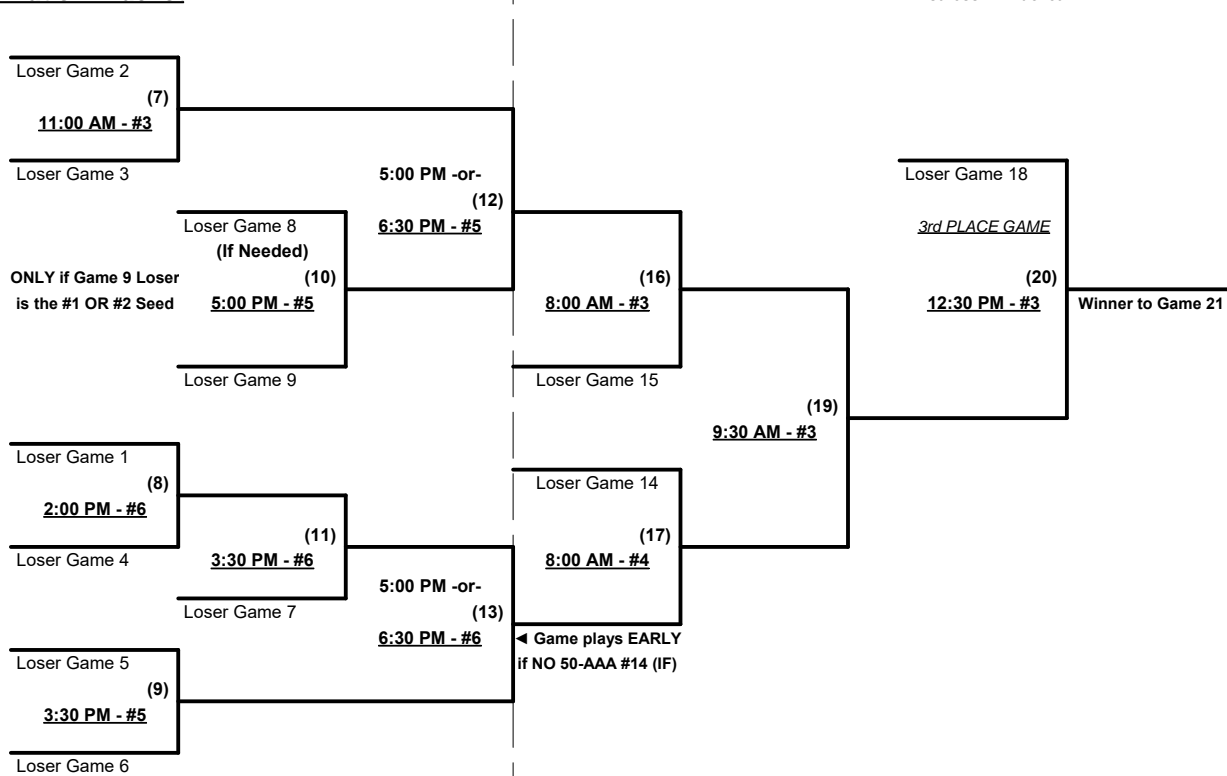 Loser Game 2
(7)
11:00 AM - #3
Loser Game 3
5:00 PM -or-
(12)
6:30 PM - #5
Loser Game 8
(If Needed)
ONLY if Game 9 Loser
is the #1 OR #2 Seed
(10)
5:00 PM - #5
Loser Game 9
(16)
8:00 AM - #3
Loser Game 15
Loser Game 18
3rd PLACE GAME
(20)
12:30 PM - #3
Winner to Game 21
(19)
9:30 AM - #3
Loser Game 1
(8)
2:00 PM - #6
Loser Game 4
(11)
3:30 PM - #6
Loser Game 7
Loser Game 14
(17)
8:00 AM - #4
5:00 PM -or-
(13)
6:30 PM - #6
◄ Game plays EARLY
if NO 50-AAA #14 (IF)
Loser Game 5
(9)
3:30 PM - #5
Loser Game 6